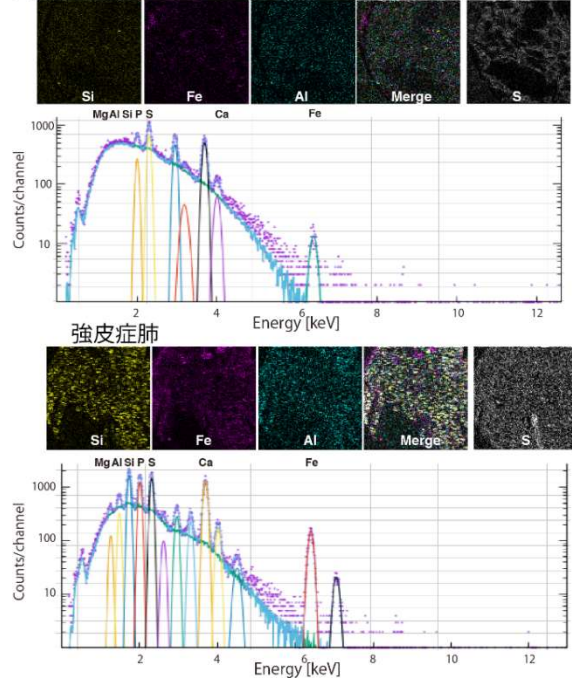 Si Fe Al Merge S
Mg Al Si P S Ca Fe
Counts/channel
1000
100
10
2 4 6 8 10 12
Energy [keV]
強皮症肺
Si Fe Al Merge S
Mg Al Si P S Ca Fe
Counts/channel
1000
100
10
2 4 6 8 10 12
Energy [keV]